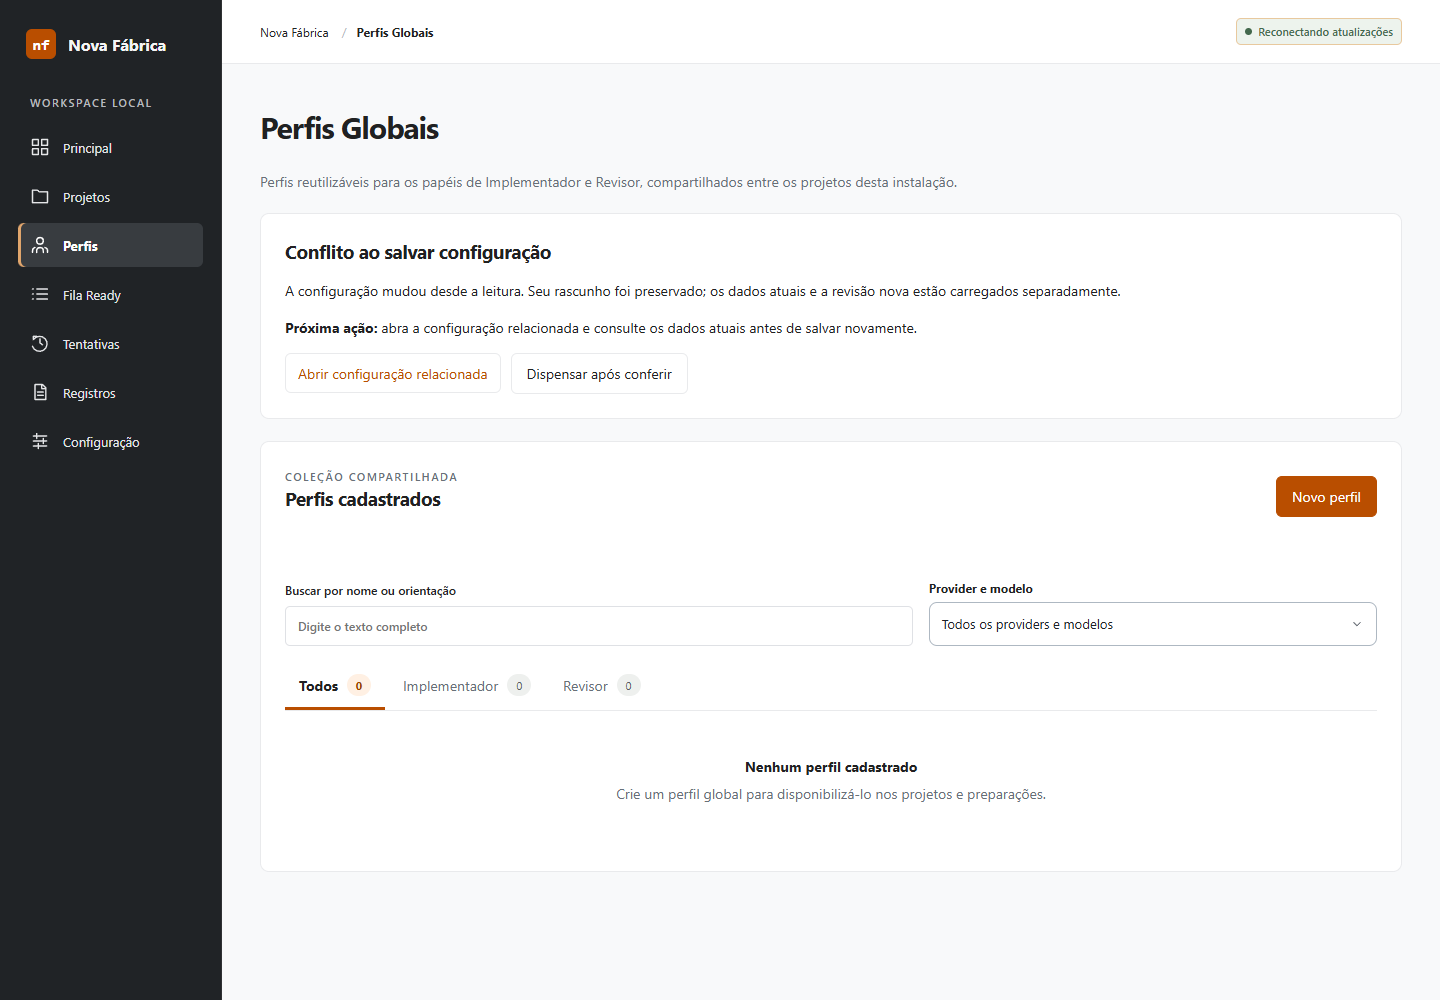 nf Nova Fábrica
WORKSPACE LOCAL
Principal
Projetos
Perfis
Fila Ready
Tentativas
Registros
Configuração
Nova Fábrica / Perfis Globais
Reconectando atualizações
Perfis Globais
Perfis reutilizáveis para os papéis de Implementador e Revisor, compartilhados entre os projetos desta instalação.
Conflito ao salvar configuração
A configuração mudou desde a leitura. Seu rascunho foi preservado; os dados atuais e a revisão nova estão carregados separadamente.
Próxima ação: abra a configuração relacionada e consulte os dados atuais antes de salvar novamente.
Abrir configuração relacionada
Dispensar após conferir
COLEÇÃO COMPARTILHADA
Perfis cadastrados
Novo perfil
Buscar por nome ou orientação
Digite o texto completo
Provider e modelo
Todos os providers e modelos
Todos 0
Implementador 0
Revisor 0
Nenhum perfil cadastrado
Crie um perfil global para disponibilizá-lo nos projetos e preparações.